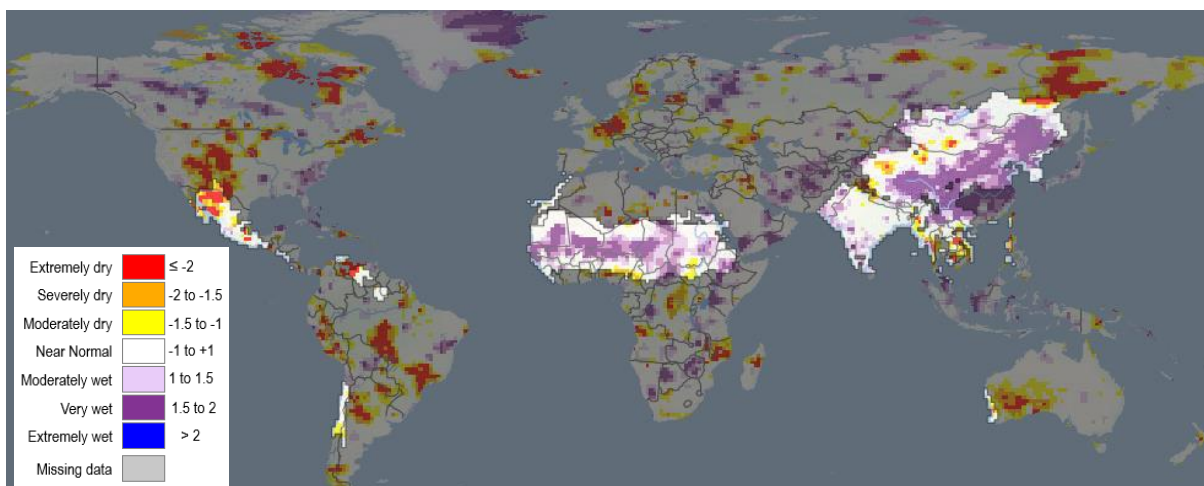 Extremely dry ≤ -2
Severely dry -2 to -1.5
Moderately dry -1.5 to -1
Near Normal -1 to +1
Moderately wet 1 to 1.5
Very wet 1.5 to 2
Extremely wet > 2
Missing data